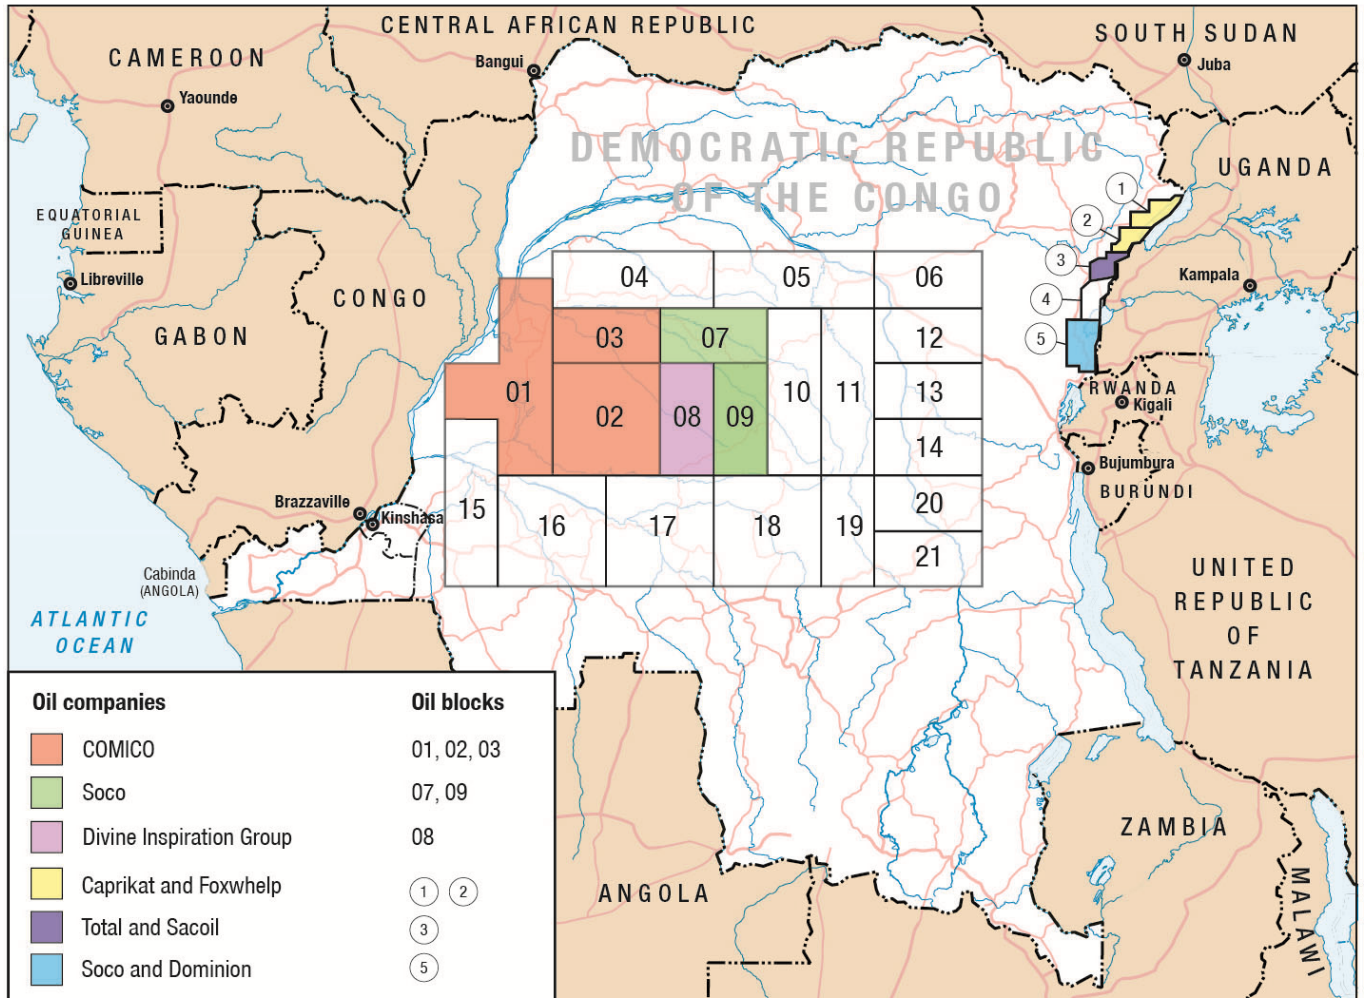 CENTRAL AFRICAN REPUBLIC
SOUTH SUDAN
CAMEROON
Bangui
Juba
Yaounde
DEMOCRATIC REPUBLIC
OF THE CONGO
UGANDA
1
2
EQUATORIAL
GUINEA
3
Libreville
04
05
06
Kampala
CONGO
4
GABON
03
07
12
5
01
02
08
09
10
11
13
RWANDA
Kigali
14
Bujumbura
BURUNDI
Brazzaville
Kinshasa
15
16
17
18
19
20
21
Cabinda
(ANGOLA)
UNITED
REPUBLIC
OF
TANZANIA
ATLANTIC
OCEAN
Oil companies Oil blocks
COMICO 01, 02, 03
Soco 07, 09
Divine Inspiration Group 08
Caprikat and Foxwhelp 1 2
Total and Sacoil 3
Soco and Dominion 5
ZAMBIA
ANGOLA
MALAWI